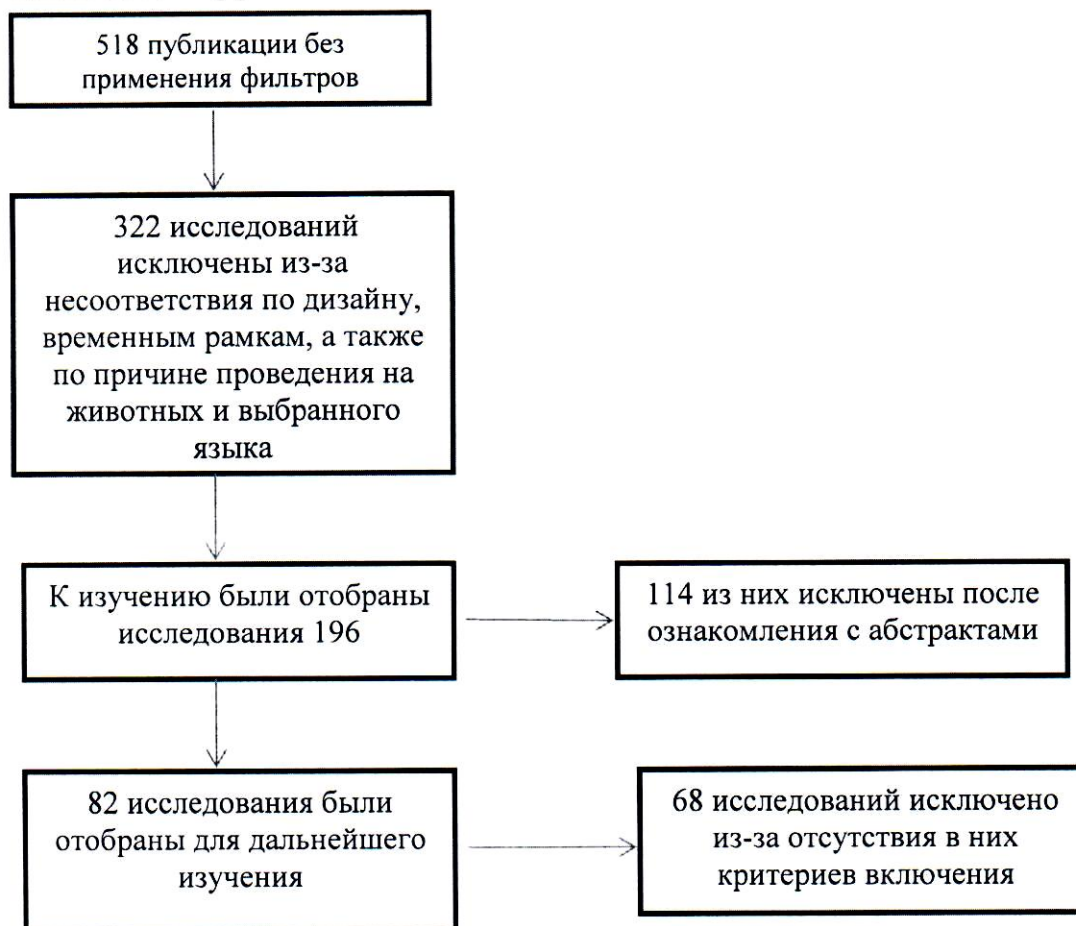 518 публикации без
применения фильтров
322 исследований
исключены из-за
несоответствия по дизайну,
временным рамкам, а также
по причине проведения на
животных и выбранного
языка
К изучению были отобраны
исследования 196
114 из них исключены после
ознакомления с абстрактами
82 исследования были
отобраны для дальнейшего
изучения
68 исследований исключено
из-за отсутствия в них
критериев включения